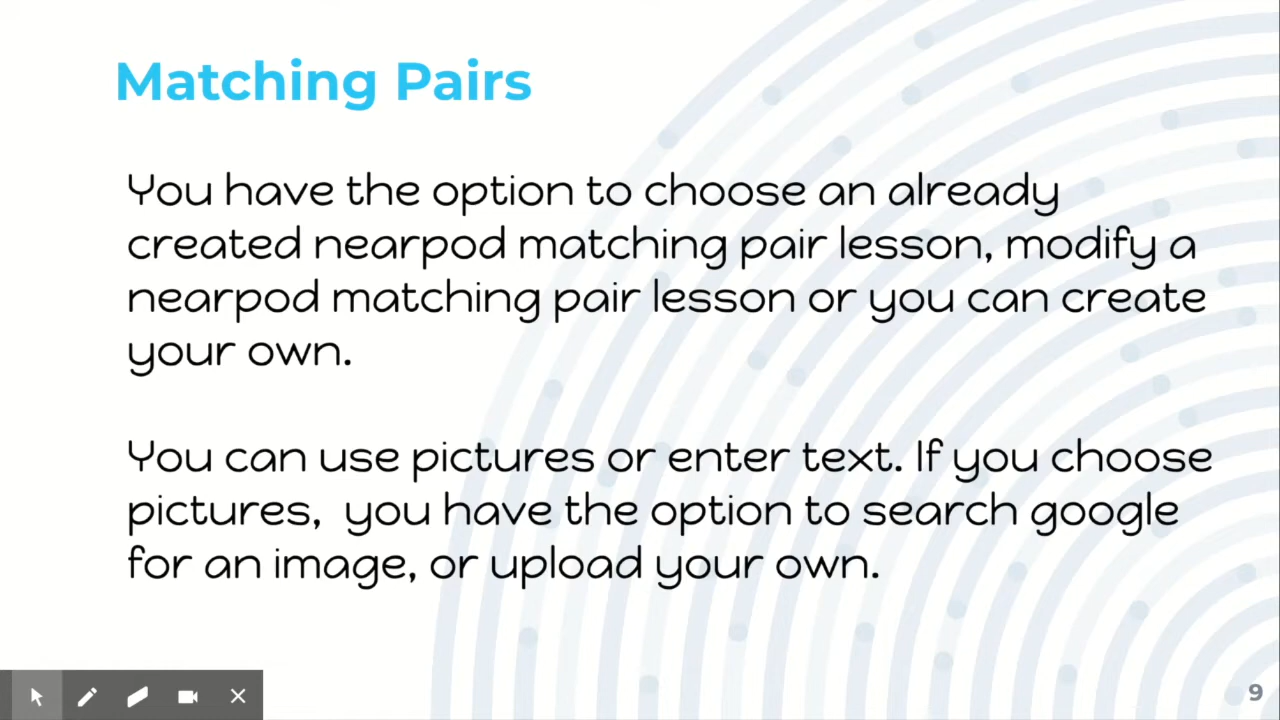 Matching Pairs
You have the option to choose an already
created nearpod matching pair lesson, modify a
nearpod matching pair lesson or you can create
your own.
You can use pictures or enter text. If you choose
pictures,  you have the option to search google
for an image, or upload your own.
9